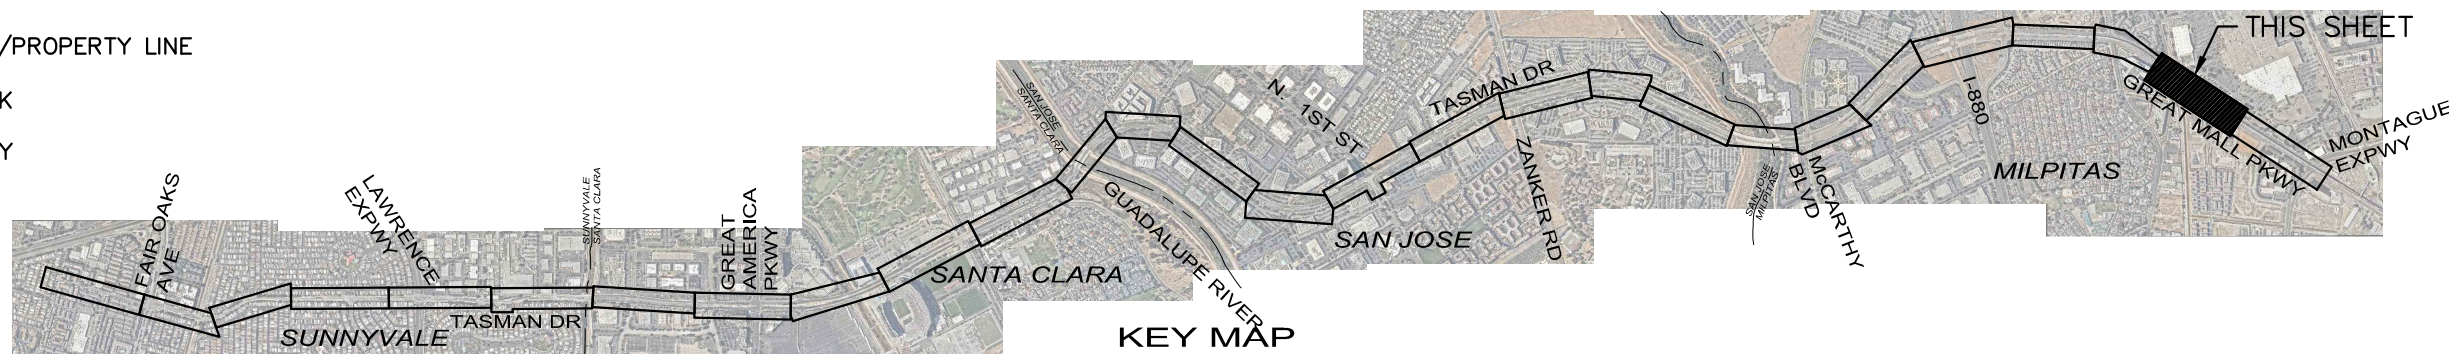 /PROPERTY LINE
K
Y
THIS SHEET
FAIR OAKS
AVE
LAWRENCE
EXPWY
SUNNYVALE
SANTA CLARA
GREAT
AMERICA
PKWY
TASMAN DR
SUNNYVALE
SANTA CLARA
SAN JOSE
SANTA CLARA
GUADALUPE RIVER
N. 1ST ST
TASMAN DR
SAN JOSE
ZANKER RD
SAN JOSE
MILPITAS
McCARTHY
BLVD
I-880
MILPITAS
GREAT MALL PKWY
MONTAGUE
EXPWY
KEY MAP